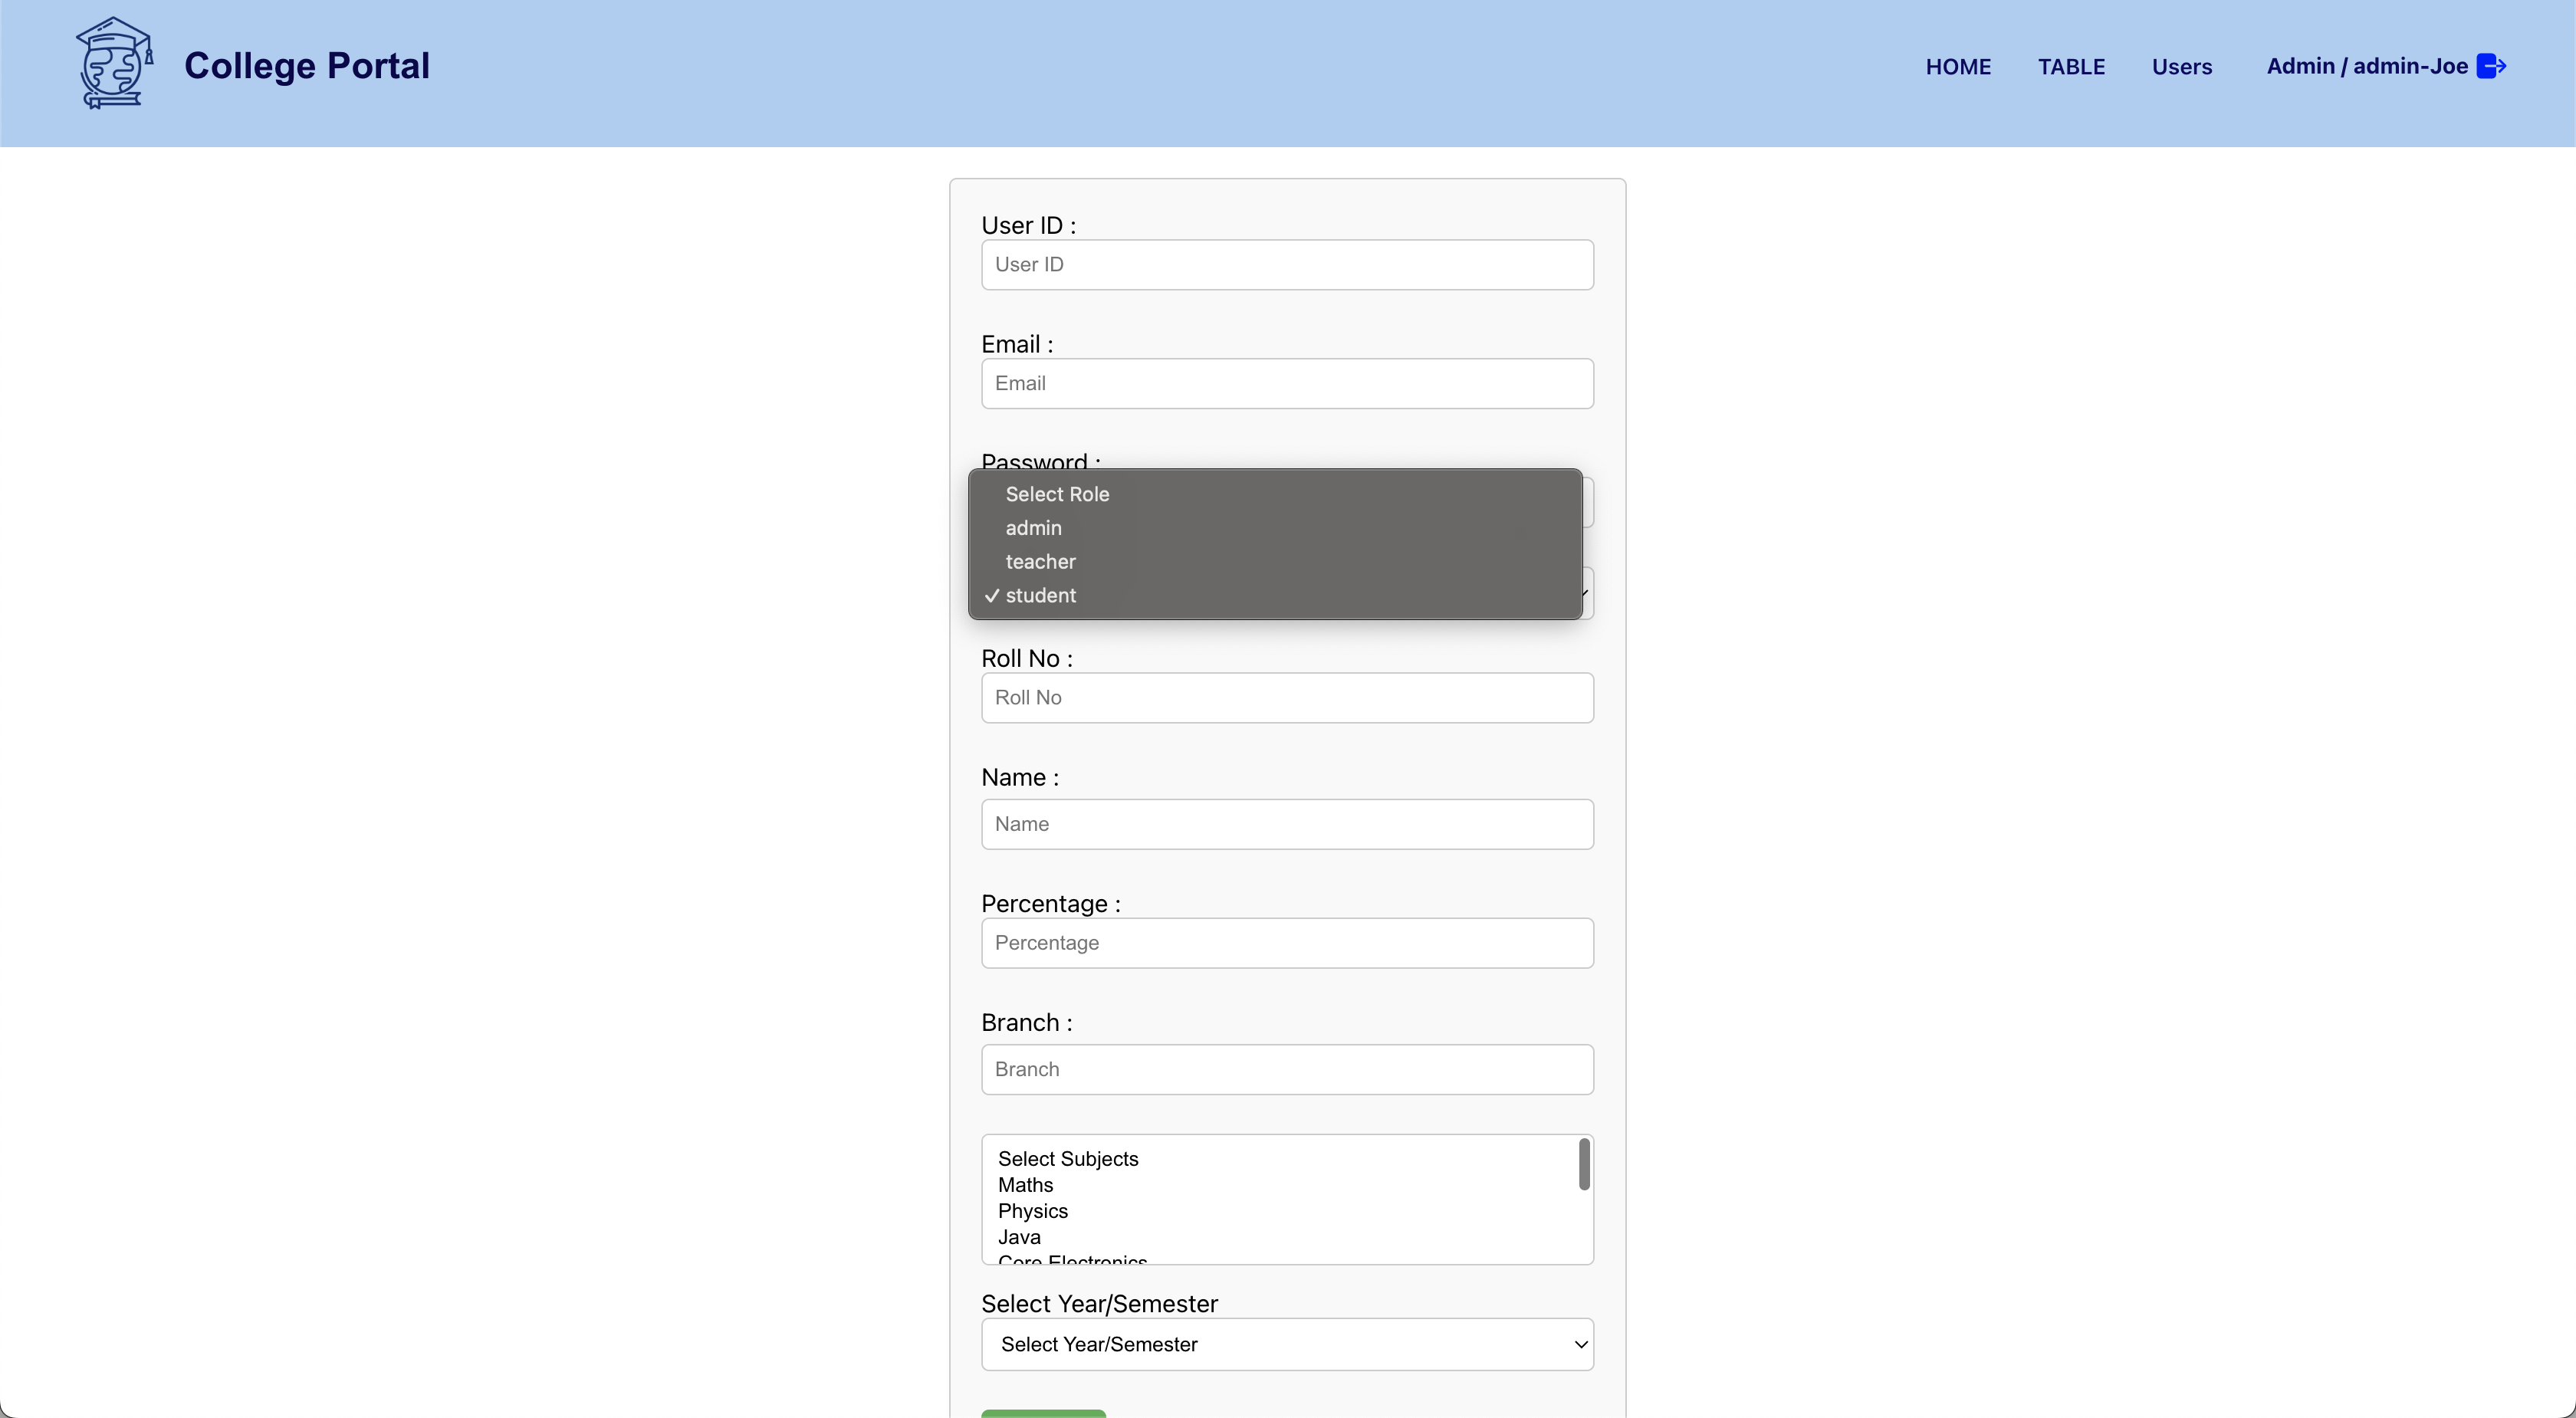 College Portal
HOME TABLE Users Admin / admin-Joe
User ID :
User ID
Email :
Email
Password :
Select Role
admin
teacher
✓ student
Roll No :
Roll No
Name :
Name
Percentage :
Percentage
Branch :
Branch
Select Subjects
Maths
Physics
Java
Core Electronics
Select Year/Semester
Select Year/Semester